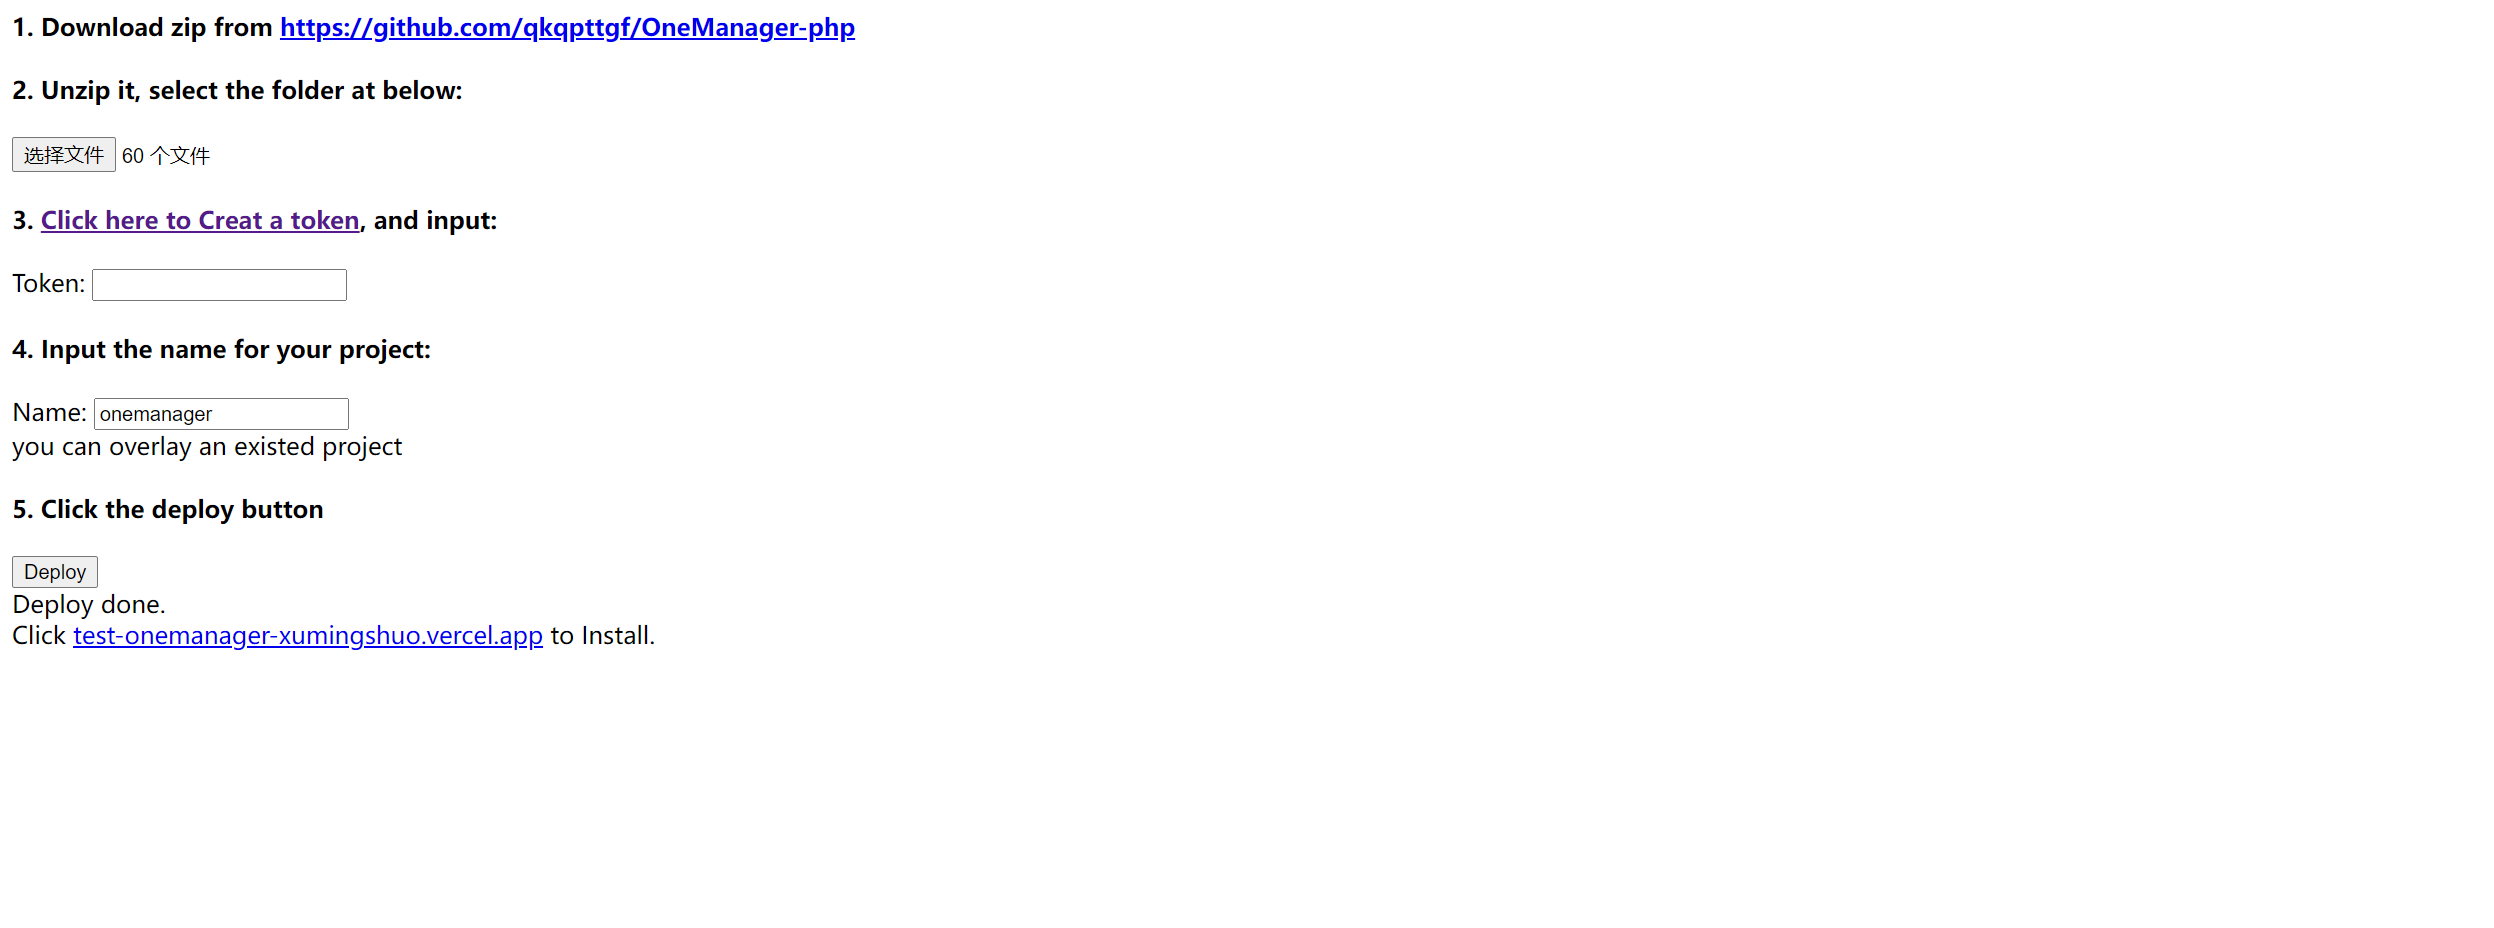 1. Download zip from https://github.com/qkqpttgf/OneManager-php
2. Unzip it, select the folder at below:
选择文件 60 个文件
3. Click here to Creat a token, and input:
Token:
4. Input the name for your project:
Name: onemanager
you can overlay an existed project
5. Click the deploy button
Deploy
Deploy done.
Click test-onemanager-xumingshuo.vercel.app to Install.